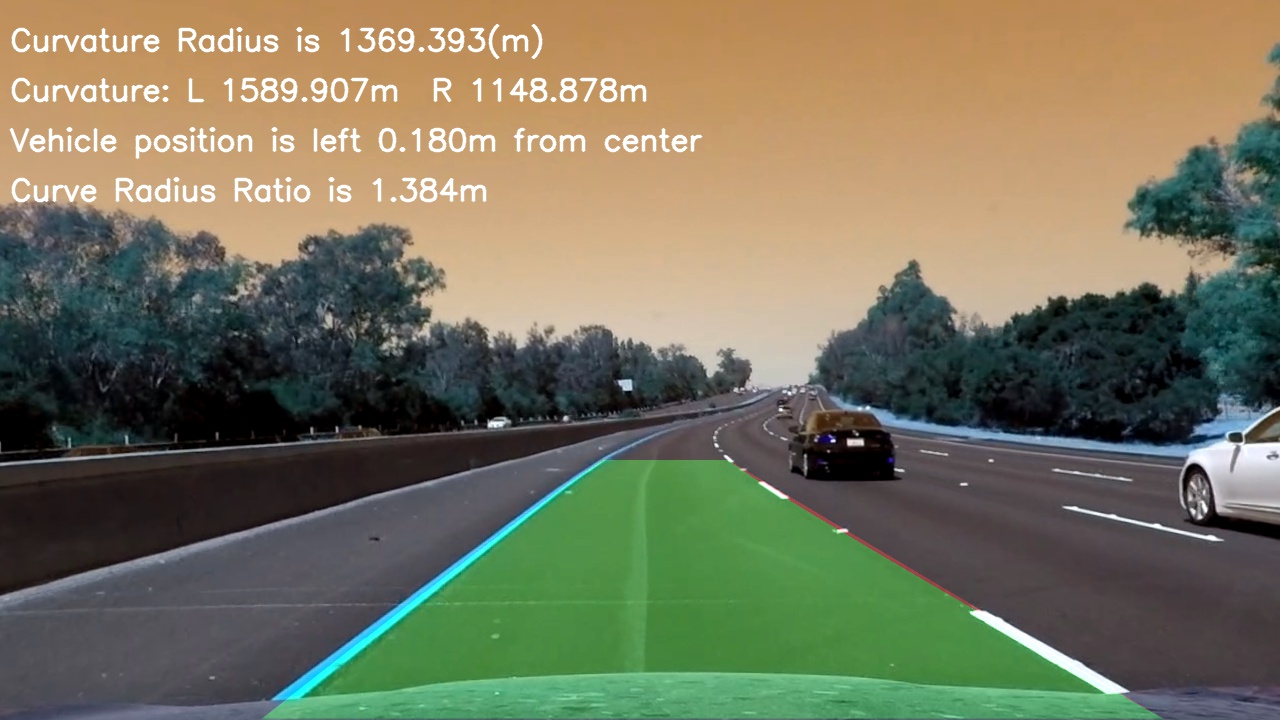 Curvature Radius is 1369.393(m)
Curvature: L 1589.907m R 1148.878m
Vehicle position is left 0.180m from center
Curve Radius Ratio is 1.384m